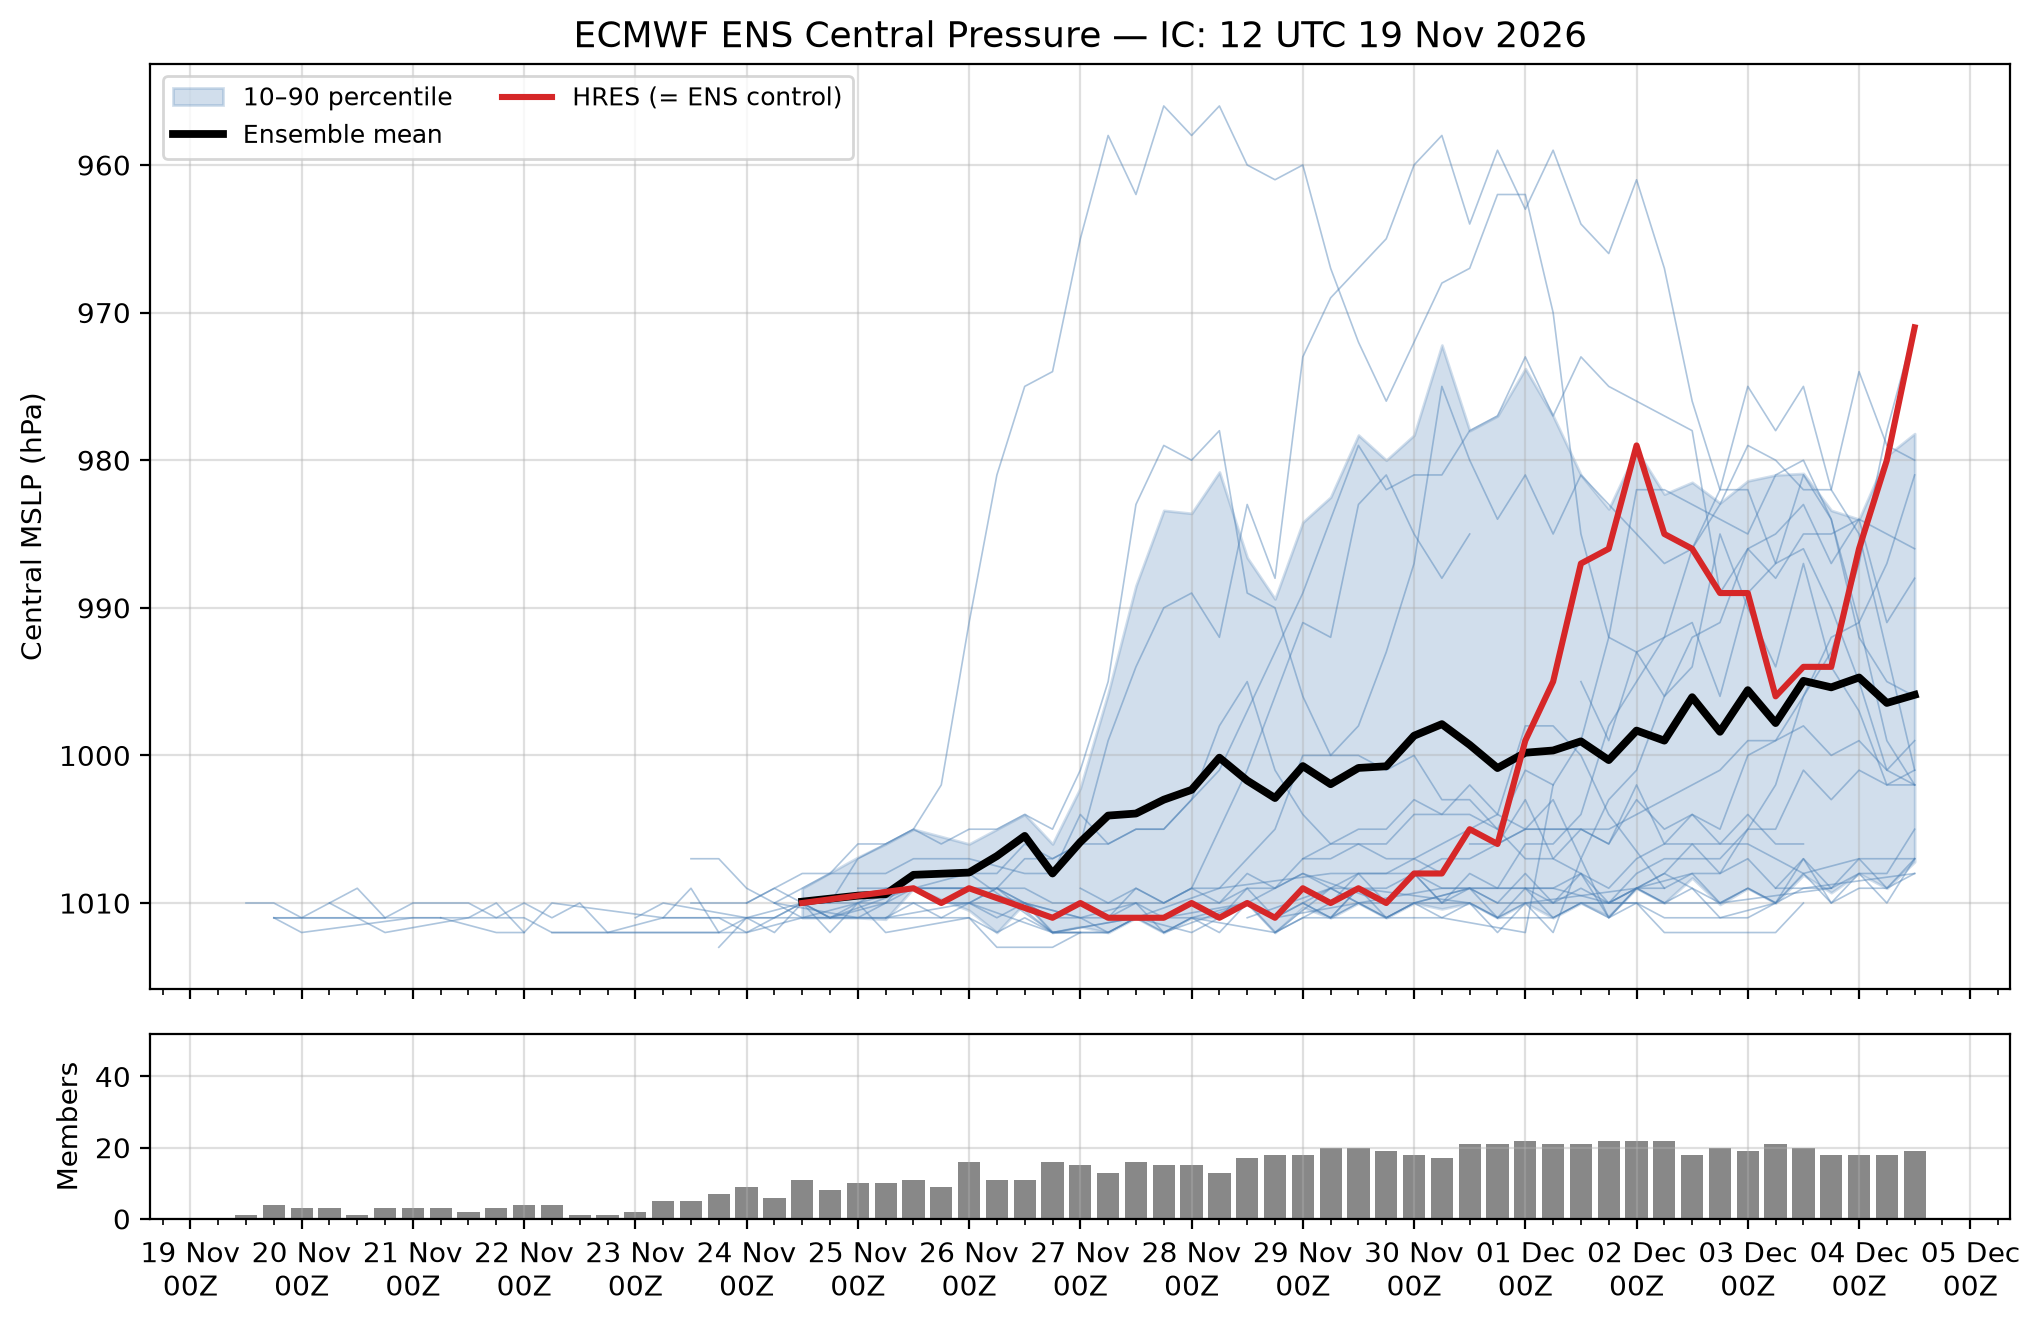 ECMWF ENS Central Pressure — IC: 12 UTC 19 Nov 2026
10–90 percentile
Ensemble mean
HRES (= ENS control)
Central MSLP (hPa)
960
970
980
990
1000
1010
Members
40
20
0
19 Nov 20 Nov 21 Nov 22 Nov 23 Nov 24 Nov 25 Nov 26 Nov 27 Nov 28 Nov 29 Nov 30 Nov 01 Dec 02 Dec 03 Dec 04 Dec 05 Dec
00Z 00Z 00Z 00Z 00Z 00Z 00Z 00Z 00Z 00Z 00Z 00Z 00Z 00Z 00Z 00Z 00Z